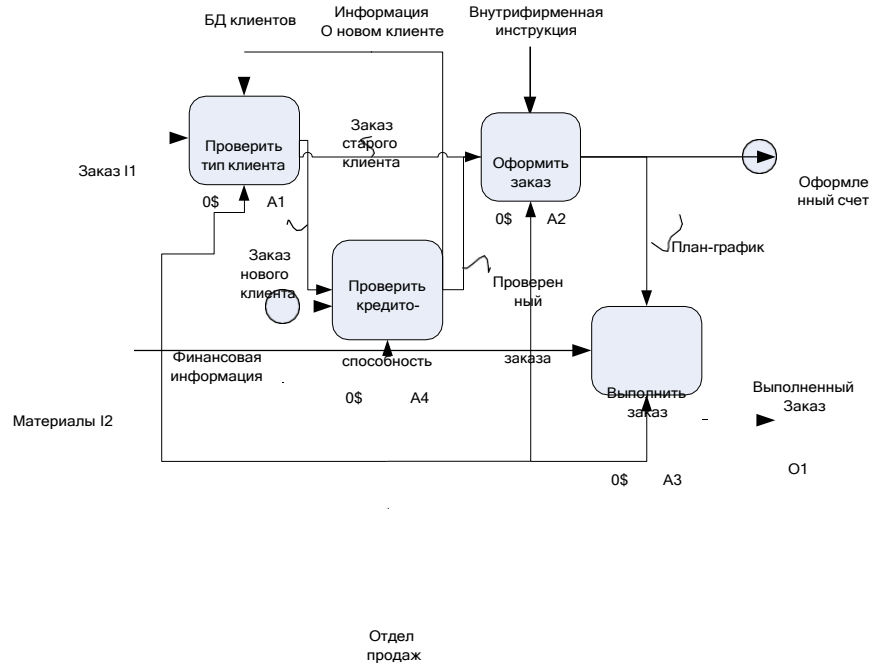 БД клиентов
Информация
О новом клиенте
Внутрифирменная
инструкция
Заказ I1
Проверить
тип клиента
0$ A1
Заказ
старого
клиента
Оформить
заказ
0$ A2
Оформле
нный счет
Заказ
нового
клиента
Проверить
кредито-
способность
0$ A4
Проверен
ный
заказа
План-график
Финансовая
информация
Материалы I2
Выполнить
заказ
0$ A3
Выполненный
Заказ
O1
Отдел
продаж